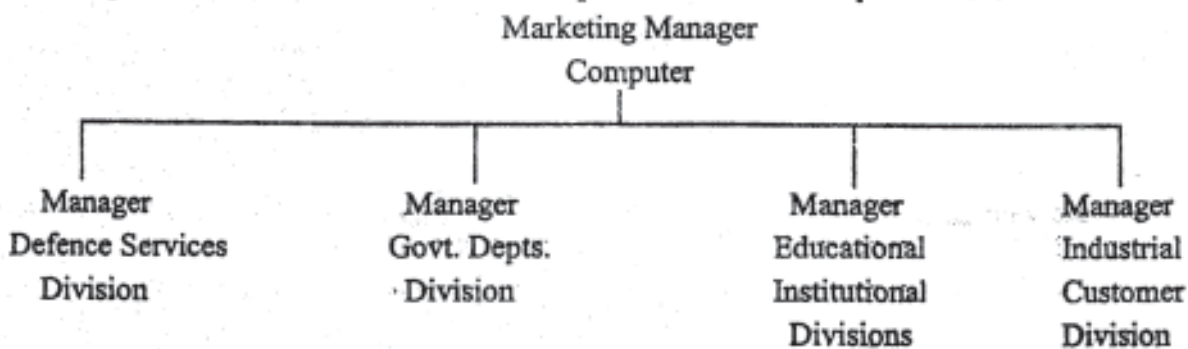 Marketing Manager
Computer
Manager
Defence Services
Division
Manager
Govt. Depts.
Division
Manager
Educational
Institutional
Divisions
Manager
Industrial
Customer
Division